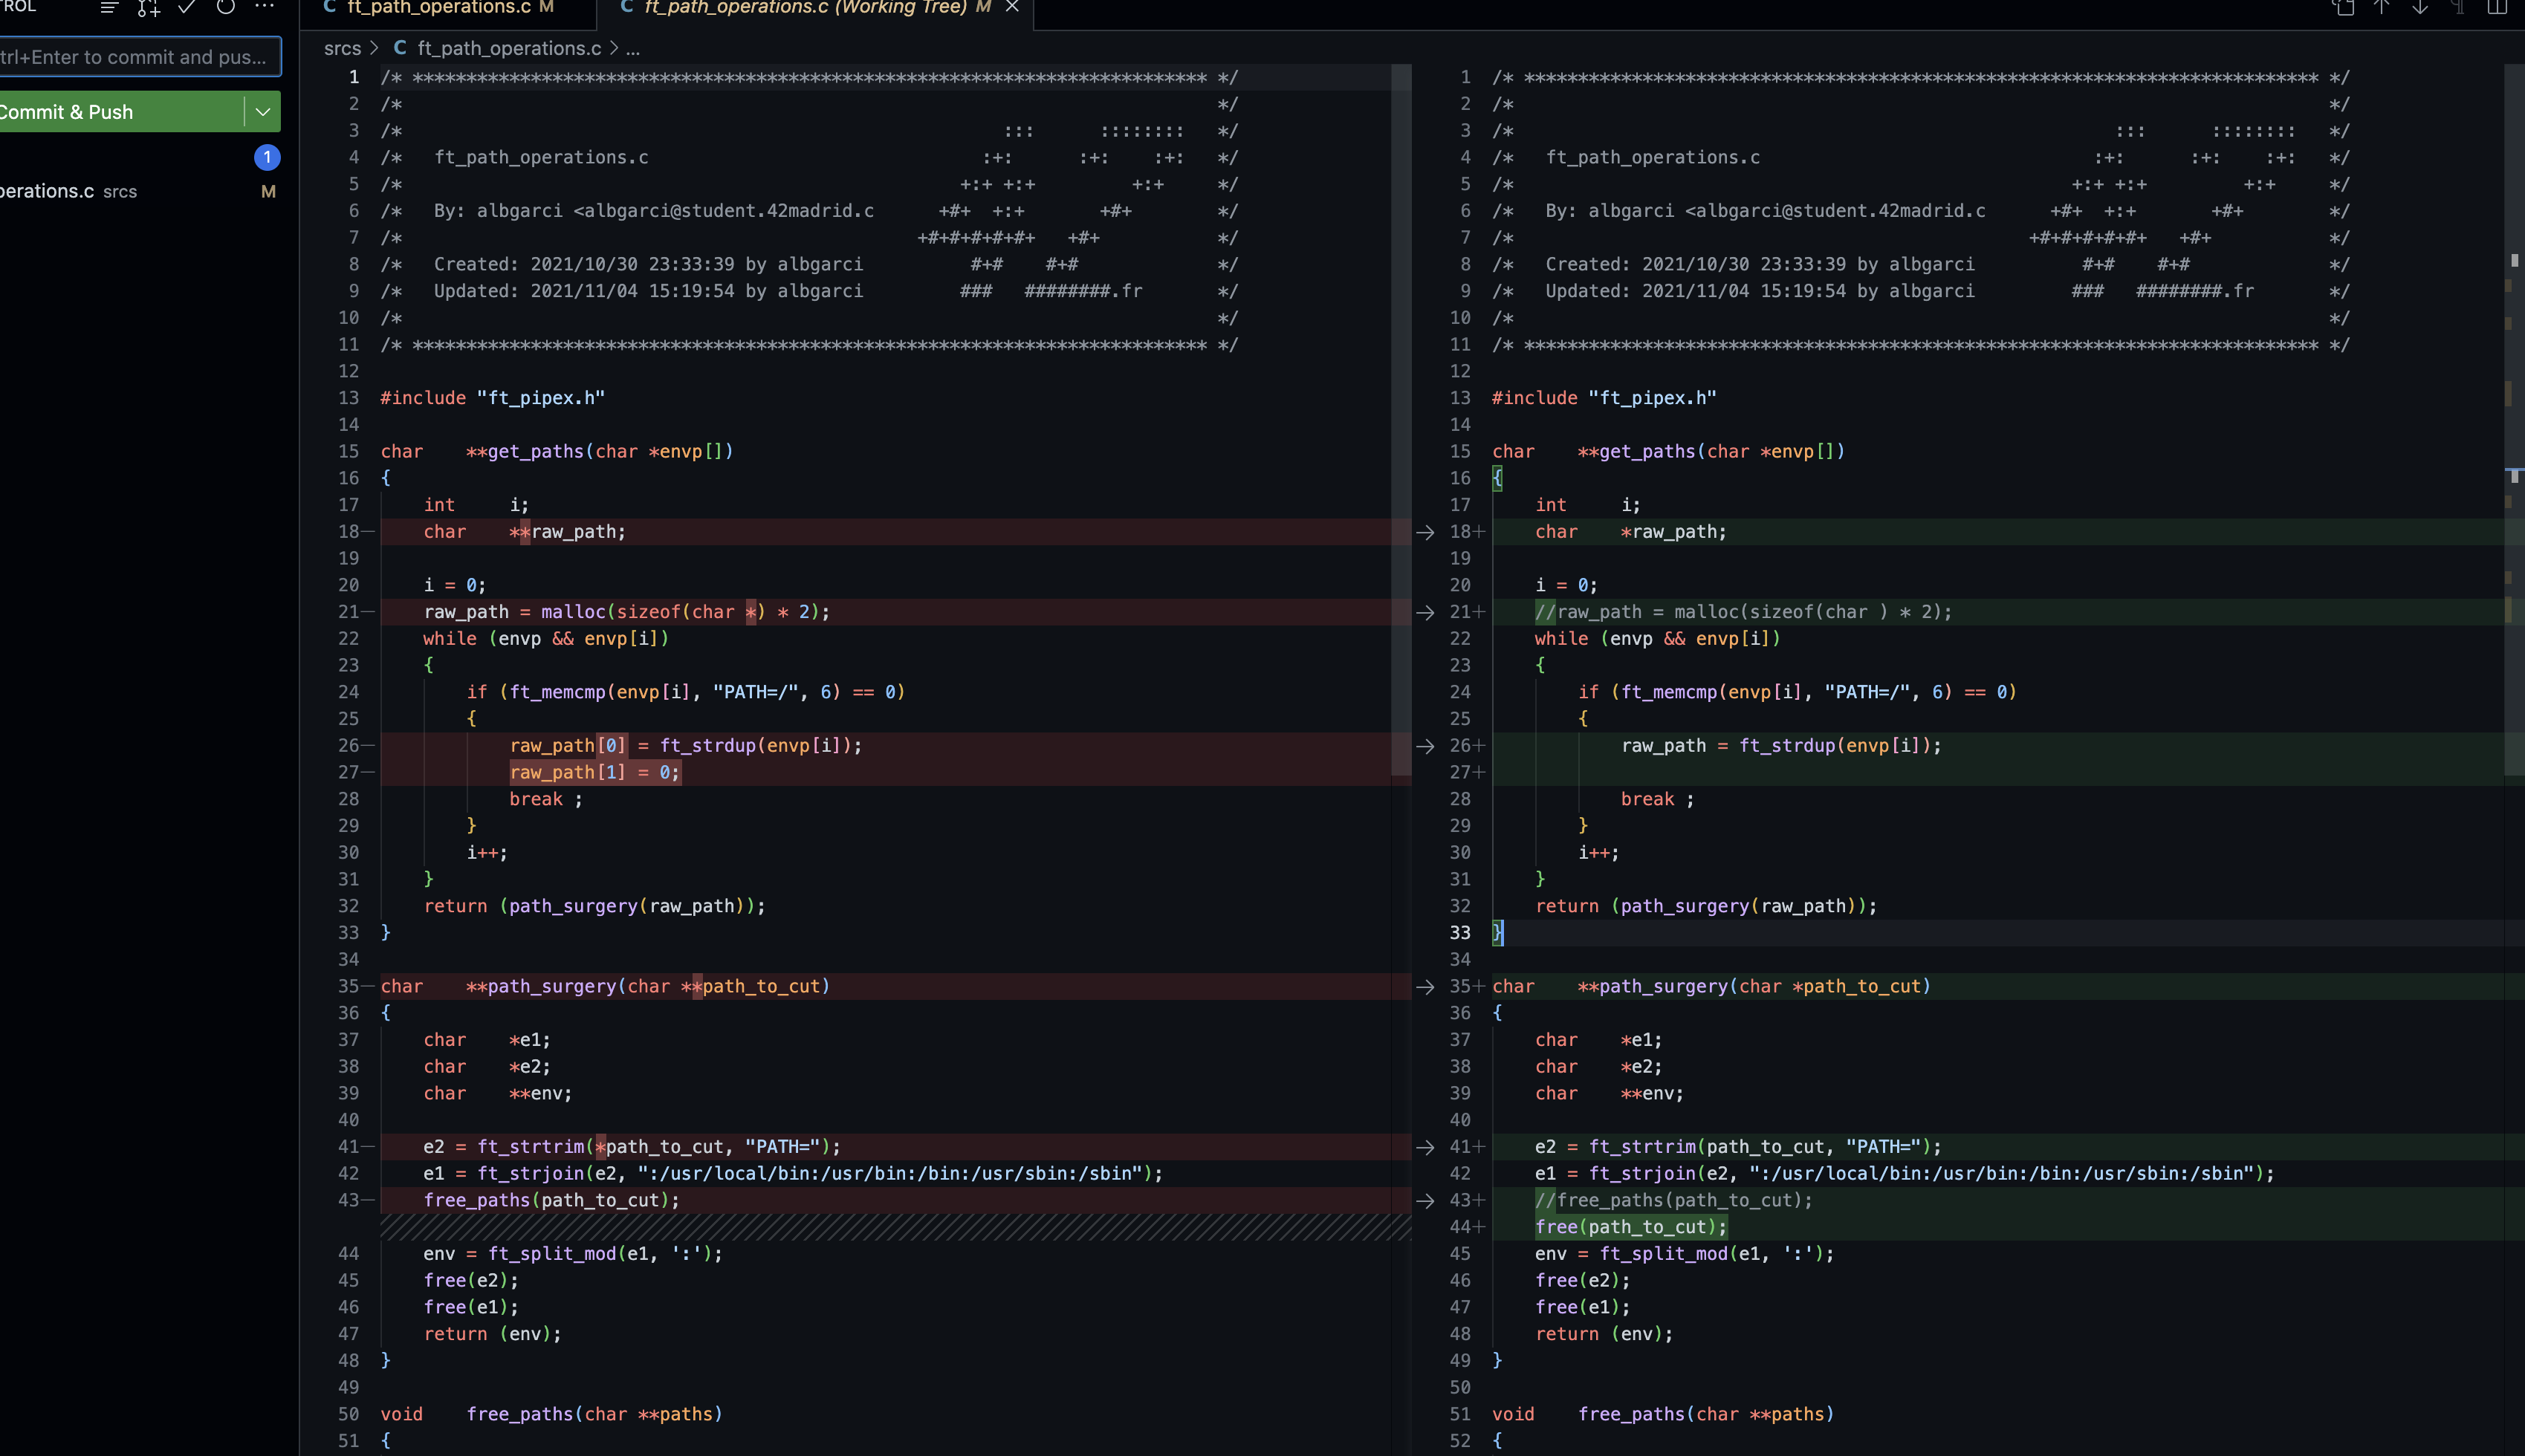 ROL
ft_path_operations.c M
ft_path_operations.c (Working Tree) M
trl+Enter to commit and pus...
Commit & Push
1
perations.c srcs M
srcs > C ft_path_operations.c > ...
1 /* ************************************************************************** */
2 /*                                                                            */
3 /*                                                        :::      ::::::::   */
4 /*   ft_path_operations.c                               :+:      :+:    :+:   */
5 /*                                                    +:+ +:+         +:+     */
6 /*   By: albgarci <albgarci@student.42madrid.c      +#+  +:+       +#+        */
7 /*                                                +#+#+#+#+#+   +#+           */
8 /*   Created: 2021/10/30 23:33:39 by albgarci          #+#    #+#             */
9 /*   Updated: 2021/11/04 15:19:54 by albgarci         ###   ########.fr       */
10 /*                                                                            */
11 /* ************************************************************************** */
12
13 #include "ft_pipex.h"
14
15 char    **get_paths(char *envp[])
16 {
17     int     i;
18— char    **raw_path;
19
20     i = 0;
21— raw_path = malloc(sizeof(char *) * 2);
22     while (envp && envp[i])
23     {
24         if (ft_memcmp(envp[i], "PATH=/", 6) == 0)
25         {
26— raw_path[0] = ft_strdup(envp[i]);
27— raw_path[1] = 0;
28             break ;
29         }
30         i++;
31     }
32     return (path_surgery(raw_path));
33 }
34
35— char    **path_surgery(char **path_to_cut)
36 {
37     char    *e1;
38     char    *e2;
39     char    **env;
40
41— e2 = ft_strtrim(*path_to_cut, "PATH=");
42     e1 = ft_strjoin(e2, ":/usr/local/bin:/usr/bin:/bin:/usr/sbin:/sbin");
43— free_paths(path_to_cut);
44     env = ft_split_mod(e1, ':');
45     free(e2);
46     free(e1);
47     return (env);
48 }
49
50 void    free_paths(char **paths)
51 {
1 /* ************************************************************************** */
2 /*                                                                            */
3 /*                                                        :::      ::::::::   */
4 /*   ft_path_operations.c                               :+:      :+:    :+:   */
5 /*                                                    +:+ +:+         +:+     */
6 /*   By: albgarci <albgarci@student.42madrid.c      +#+  +:+       +#+        */
7 /*                                                +#+#+#+#+#+   +#+           */
8 /*   Created: 2021/10/30 23:33:39 by albgarci          #+#    #+#             */
9 /*   Updated: 2021/11/04 15:19:54 by albgarci         ###   ########.fr       */
10 /*                                                                            */
11 /* ************************************************************************** */
12
13 #include "ft_pipex.h"
14
15 char    **get_paths(char *envp[])
16 {
17     int     i;
18+ char    *raw_path;
19
20     i = 0;
21+ //raw_path = malloc(sizeof(char ) * 2);
22     while (envp && envp[i])
23     {
24         if (ft_memcmp(envp[i], "PATH=/", 6) == 0)
25         {
26+ raw_path = ft_strdup(envp[i]);
27+
28             break ;
29         }
30         i++;
31     }
32     return (path_surgery(raw_path));
33 }
34
35+ char    **path_surgery(char *path_to_cut)
36 {
37     char    *e1;
38     char    *e2;
39     char    **env;
40
41+ e2 = ft_strtrim(path_to_cut, "PATH=");
42     e1 = ft_strjoin(e2, ":/usr/local/bin:/usr/bin:/bin:/usr/sbin:/sbin");
43+ //free_paths(path_to_cut);
44+ free(path_to_cut);
45     env = ft_split_mod(e1, ':');
46     free(e2);
47     free(e1);
48     return (env);
49 }
50
51 void    free_paths(char **paths)
52 {